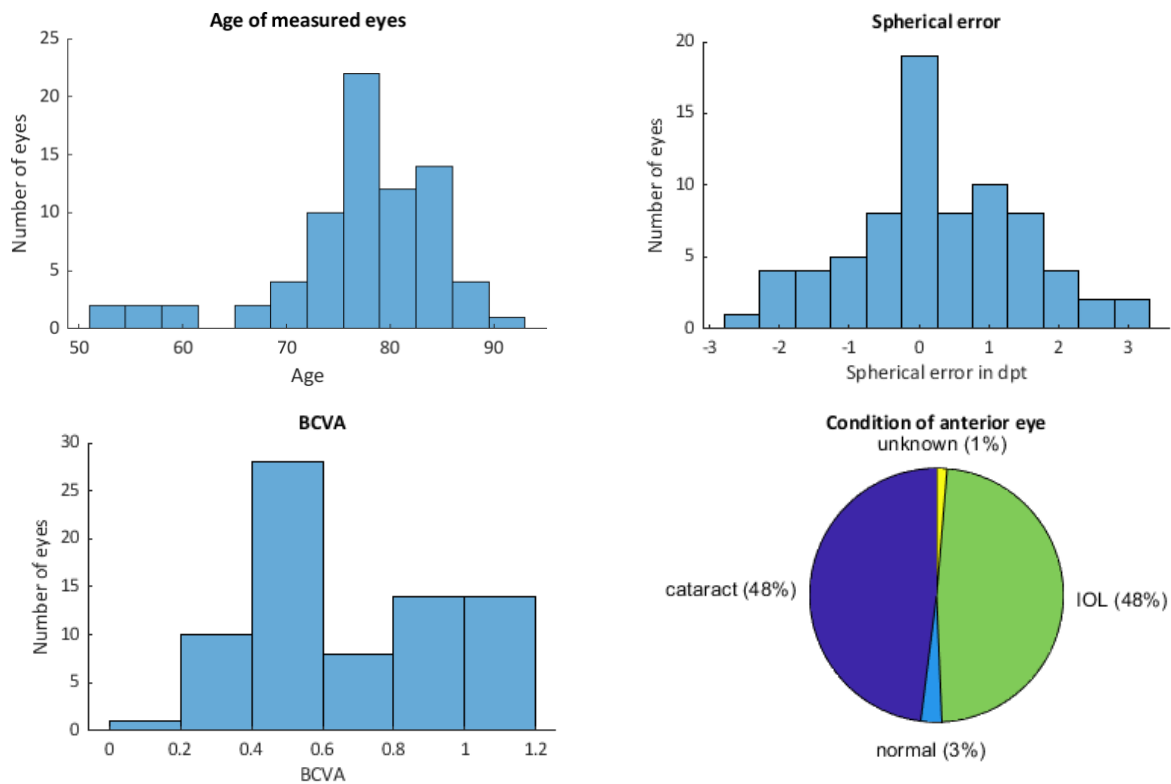 Age of measured eyes
25
20
15
10
5
0
Number of eyes
50 60 70 80 90
Age
Spherical error
20
15
10
5
0
Number of eyes
-3 -2 -1 0 1 2 3
Spherical error in dpt
BCVA
30
25
20
15
10
5
0
Number of eyes
0 0.2 0.4 0.6 0.8 1 1.2
BCVA
Condition of anterior eye
unknown (1%)
cataract (48%)
IOL (48%)
normal (3%)